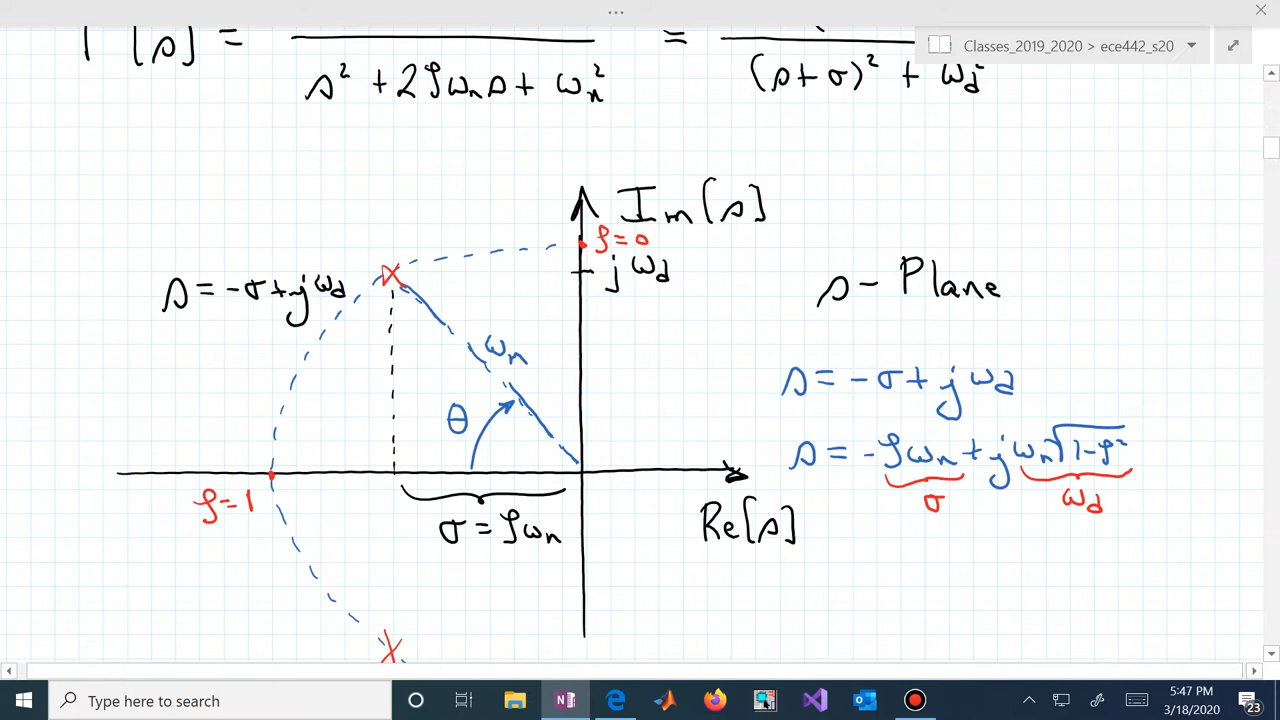 …
Classes_2019_2020 > ece442_s20
T[s] = =
s² + 2ζωₙs + ωₙ² (s+σ)² + ω_d²
Im[s]
ζ=0
jω_d
s = -σ+jω_d
s-Plane
ωₙ
θ
s = -σ + jω_d
s = -ζωₙ + jωₙ√1-ζ²
σ ω_d
ζ=1
σ = ζωₙ
Re[s]
Type here to search
5:47 PM
3/18/2020
23